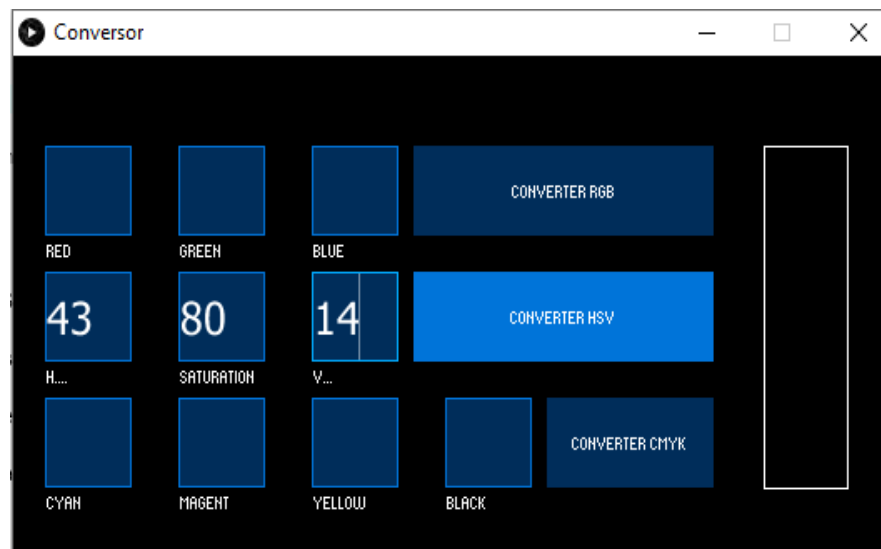 Conversor
CONVERTER RGB
RED GREEN BLUE
43 80 14 CONVERTER HSV
H.... SATURATION V...
CONVERTER CMYK
CYAN MAGENT YELLOW BLACK